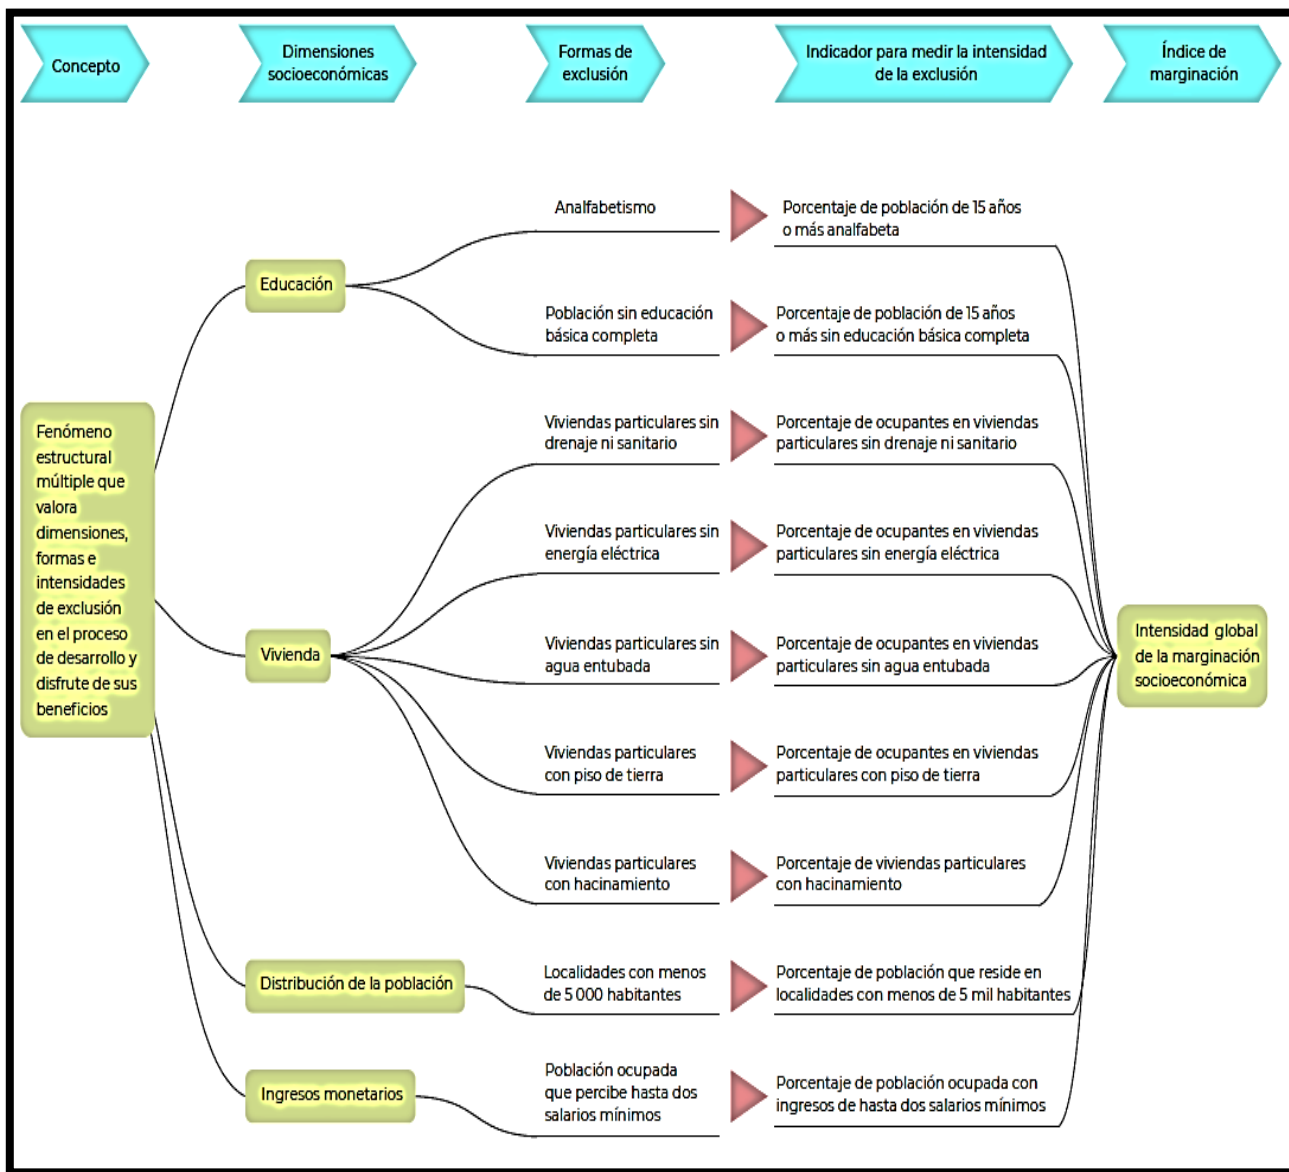 Concepto
Dimensiones
socioeconómicas
Formas de
exclusión
Indicador para medir la intensidad
de la exclusión
Índice de
marginación
Fenómeno
estructural
múltiple que
valora
dimensiones,
formas e
intensidades
de exclusión
en el proceso
de desarrollo y
disfrute de sus
beneficios
Educación
Analfabetismo
Porcentaje de población de 15 años
o más analfabeta
Población sin educación
básica completa
Porcentaje de población de 15 años
o más sin educación básica completa
Vivienda
Viviendas particulares sin
drenaje ni sanitario
Porcentaje de ocupantes en viviendas
particulares sin drenaje ni sanitario
Viviendas particulares sin
energía eléctrica
Porcentaje de ocupantes en viviendas
particulares sin energía eléctrica
Viviendas particulares sin
agua entubada
Porcentaje de ocupantes en viviendas
particulares sin agua entubada
Viviendas particulares
con piso de tierra
Porcentaje de ocupantes en viviendas
particulares con piso de tierra
Viviendas particulares
con hacinamiento
Porcentaje de viviendas particulares
con hacinamiento
Distribución de la población
Localidades con menos
de 5 000 habitantes
Porcentaje de población que reside en
localidades con menos de 5 mil habitantes
Ingresos monetarios
Población ocupada
que percibe hasta dos
salarios mínimos
Porcentaje de población ocupada con
ingresos de hasta dos salarios mínimos
Intensidad global
de la marginación
socioeconómica